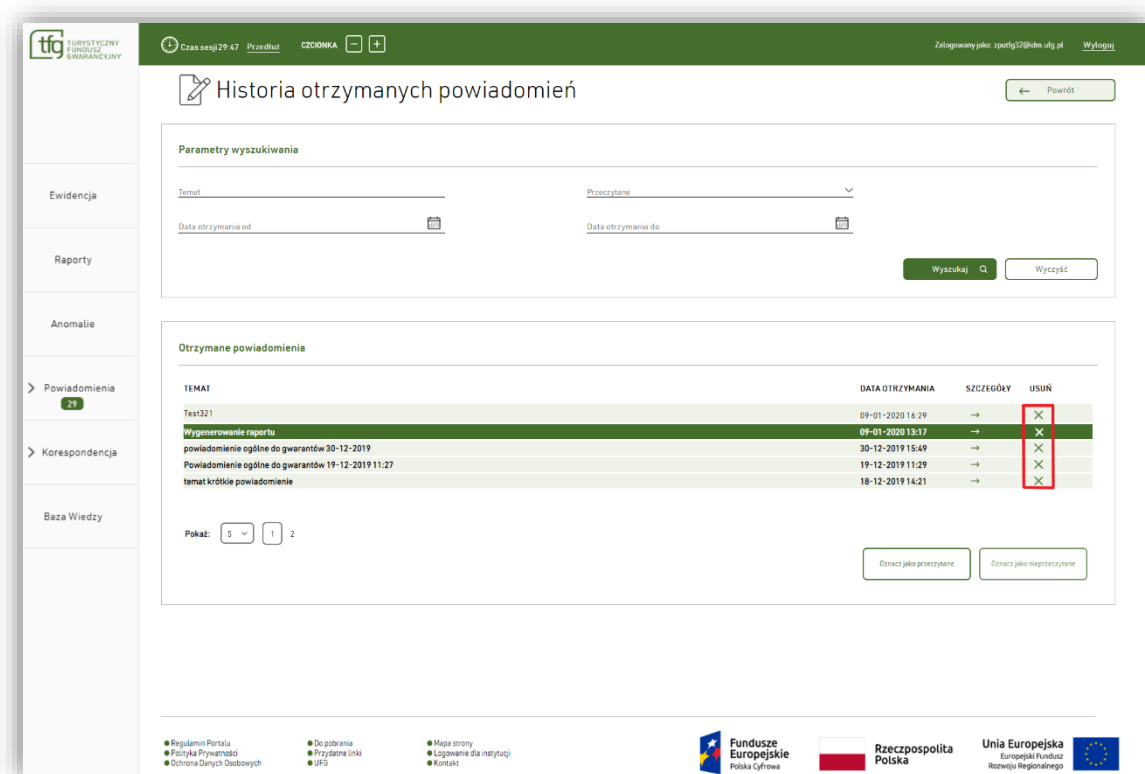 tfg TURYSTYCZNY
FUNDUSZ
GWARANCYJNY
Czas sesji 29:47 Przedłuż CZCIONKA
Zalogowany jako: zputfg32@idm.ufg.pl Wyloguj
Historia otrzymanych powiadomień
Powrót
Ewidencja
Raporty
Anomalie
Powiadomienia
29
Korespondencja
Baza Wiedzy
Parametry wyszukiwania
Temat Przeczytane
Data otrzymania od Data otrzymania do
Wyszukaj Wyczyść
Otrzymane powiadomienia
TEMAT DATA OTRZYMANIA SZCZEGÓŁY USUŃ
Test321 09-01-2020 16:29
Wygenerowanie raportu 09-01-2020 13:17
powiadomienie ogólne do gwarantów 30-12-2019 30-12-2019 15:49
Powiadomienie ogólne do gwarantów 19-12-2019 11:27 19-12-2019 11:29
temat krótkie powiadomienie 18-12-2019 14:21
Pokaż: 5 1 2
Oznacz jako przeczytane Oznacz jako nieprzeczytane
Regulamin Portalu
Polityka Prywatności
Ochrona Danych Osobowych
Do pobrania
Przydatne linki
UFG
Mapa strony
Logowanie dla instytucji
Kontakt
Fundusze
Europejskie
Polska Cyfrowa
Rzeczpospolita
Polska
Unia Europejska
Europejski Fundusz
Rozwoju Regionalnego